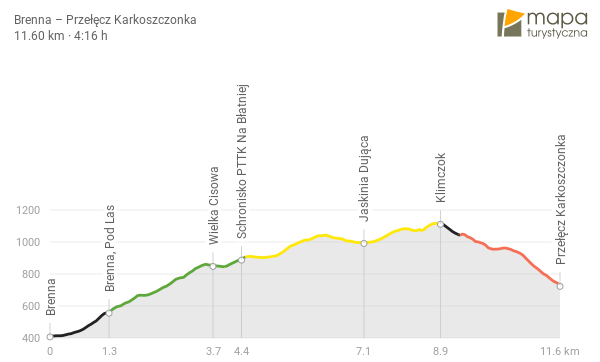 Brenna – Przełęcz Karkoszczonka
11.60 km · 4:16 h
mapa
turystyczna
Brenna
Brenna, Pod Las
Wielka Cisowa
Schronisko PTTK Na Błatniej
Jaskinia Dująca
Klimczok
Przełęcz Karkoszczonka
1200
1000
800
600
400
0
1.3
3.7
4.4
7.1
8.9
11.6 km